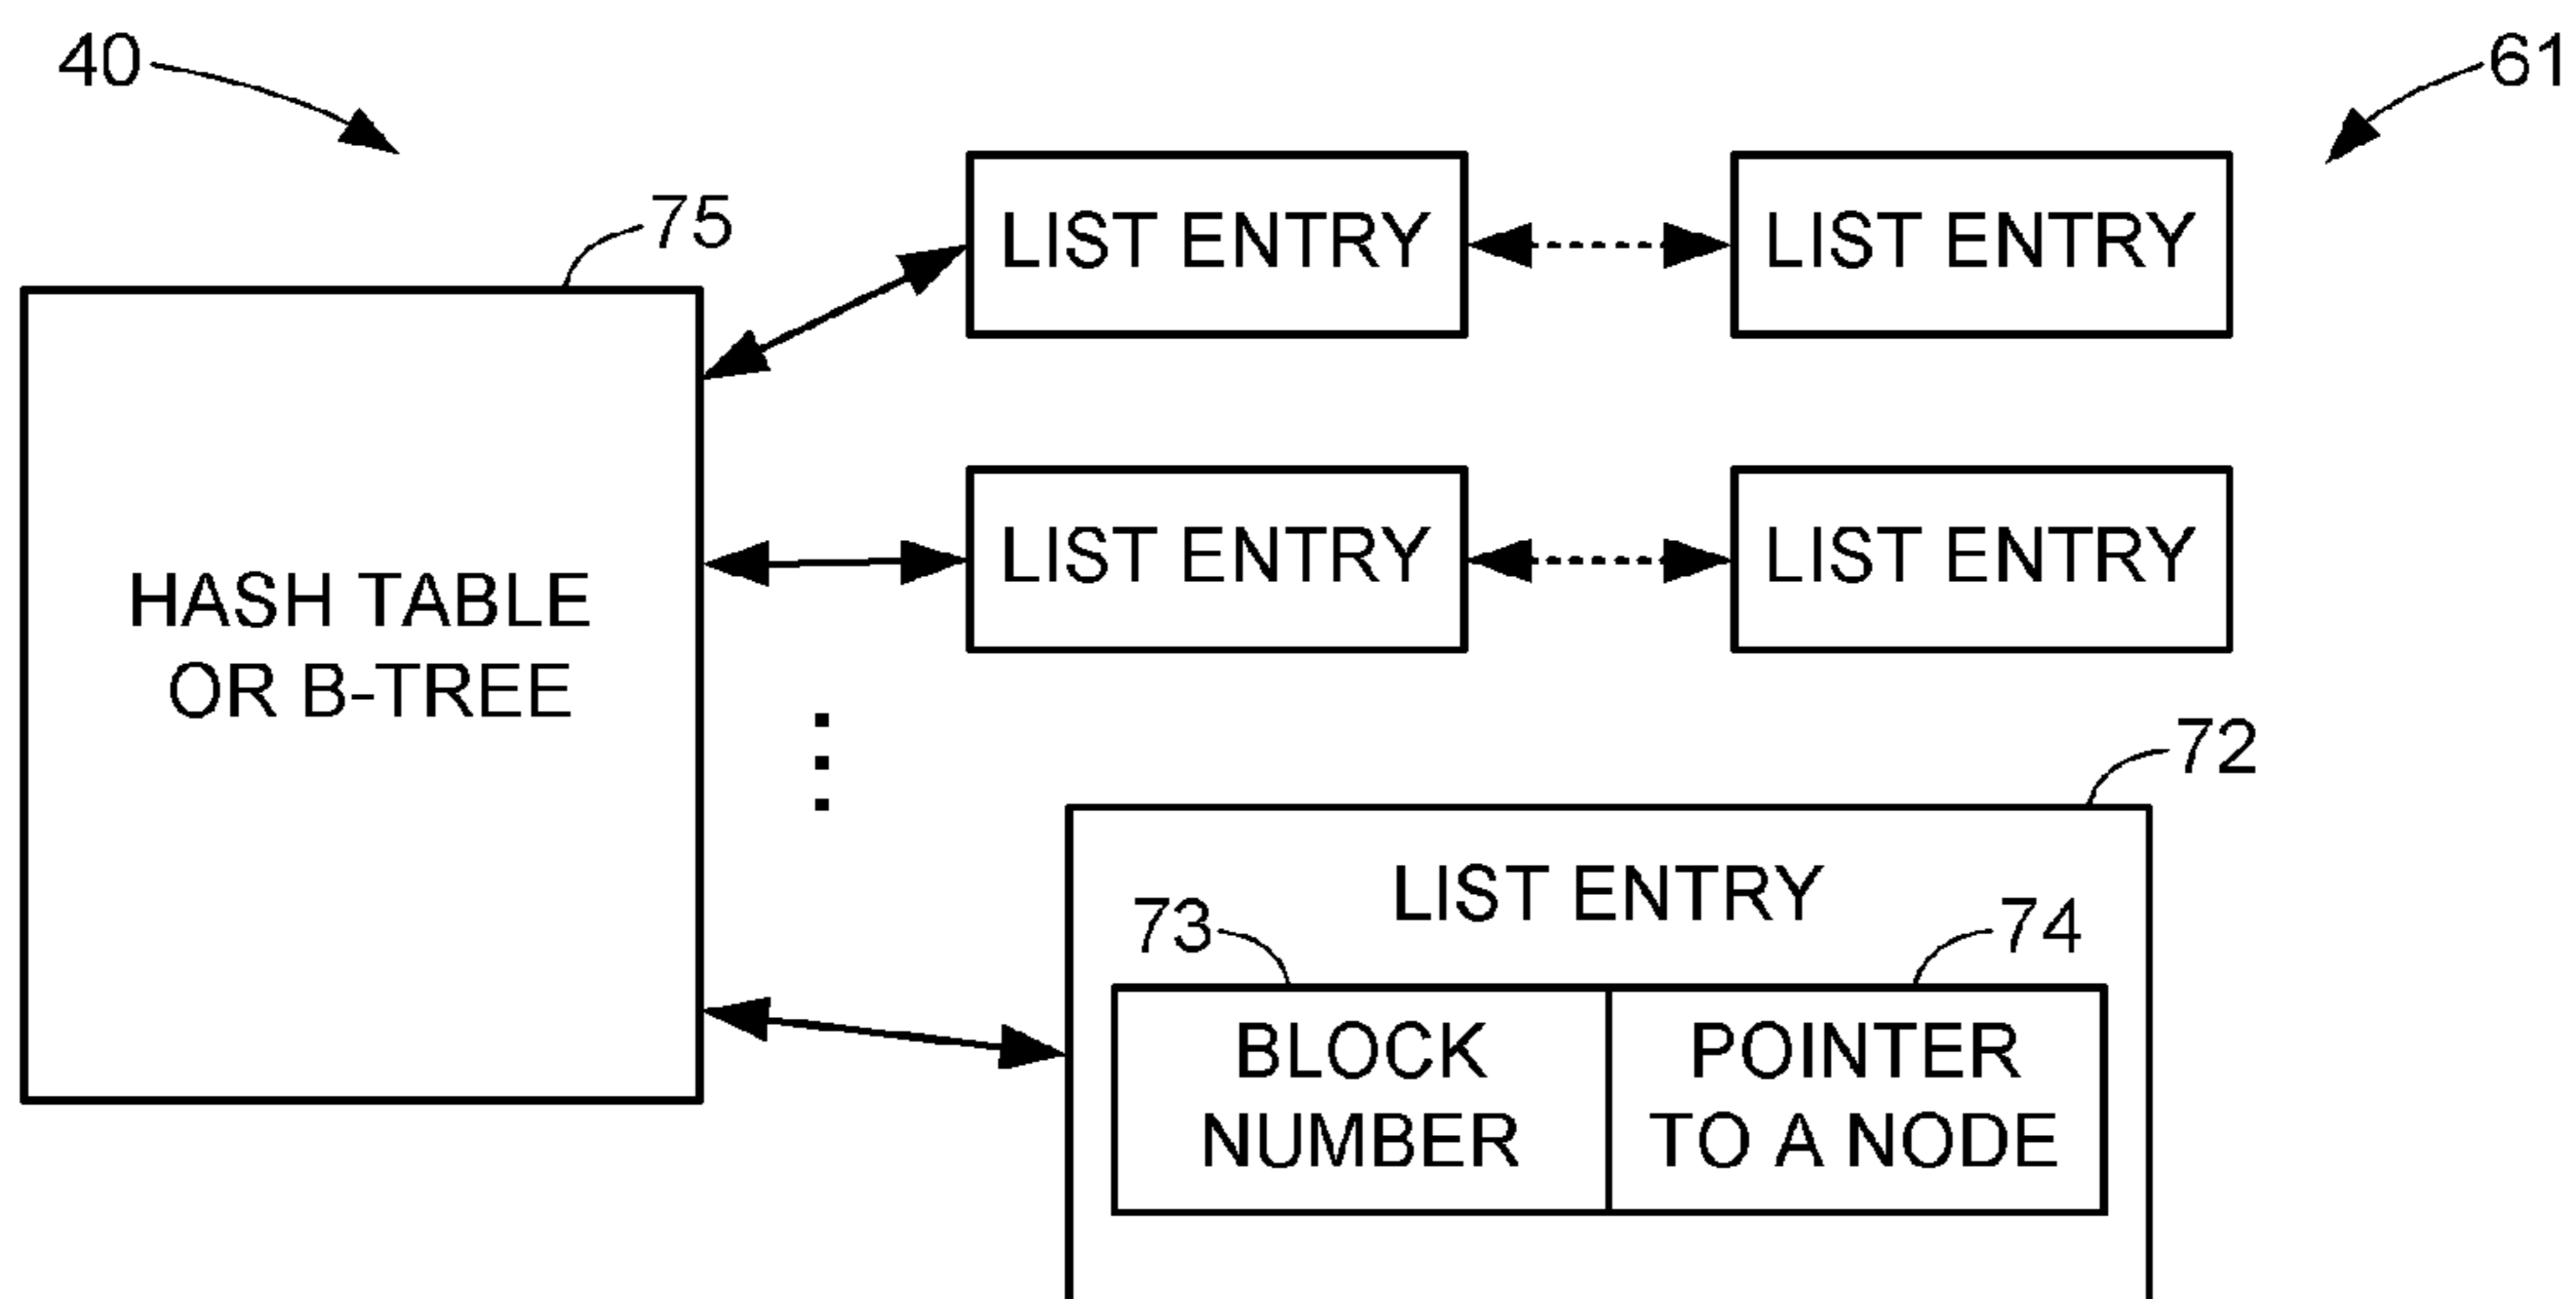 40
61
75
LIST ENTRY
LIST ENTRY
HASH TABLE
OR B-TREE
LIST ENTRY
LIST ENTRY
72
LIST ENTRY
73
74
BLOCK
NUMBER
POINTER
TO A NODE